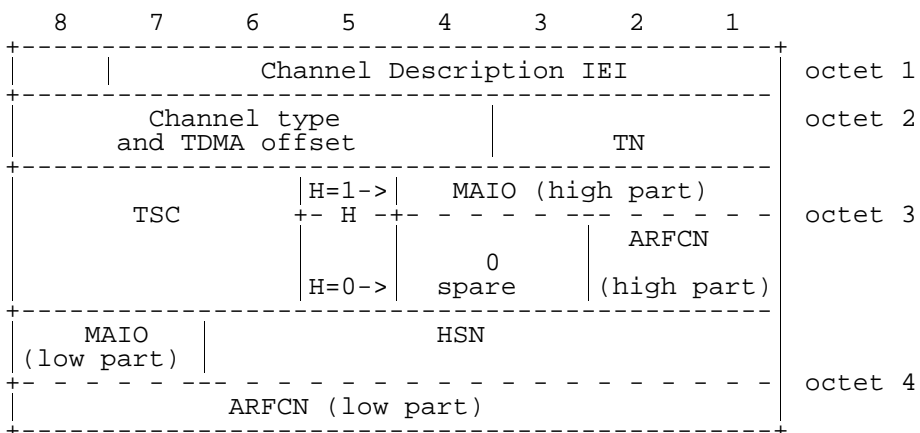 8 7 6 5 4 3 2 1
Channel Description IEI octet 1
Channel type octet 2
and TDMA offset TN
H=1-> MAIO (high part)
TSC +- H -+- - - - - --- - - - - - octet 3
ARFCN
0
H=0-> spare (high part)
MAIO HSN
(low part)
octet 4
ARFCN (low part)